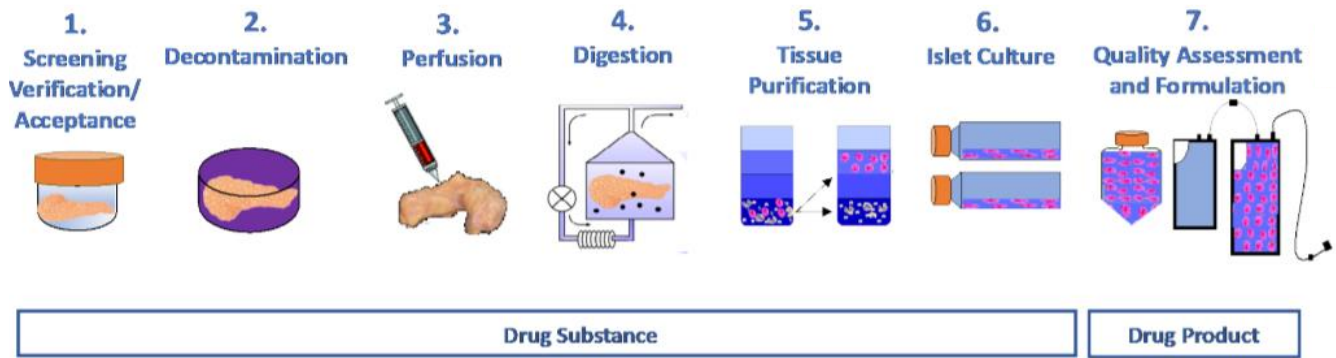 1.
Screening
Verification/
Acceptance
2.
Decontamination
3.
Perfusion
4.
Digestion
5.
Tissue
Purification
6.
Islet Culture
7.
Quality Assessment
and Formulation
Drug Substance
Drug Product